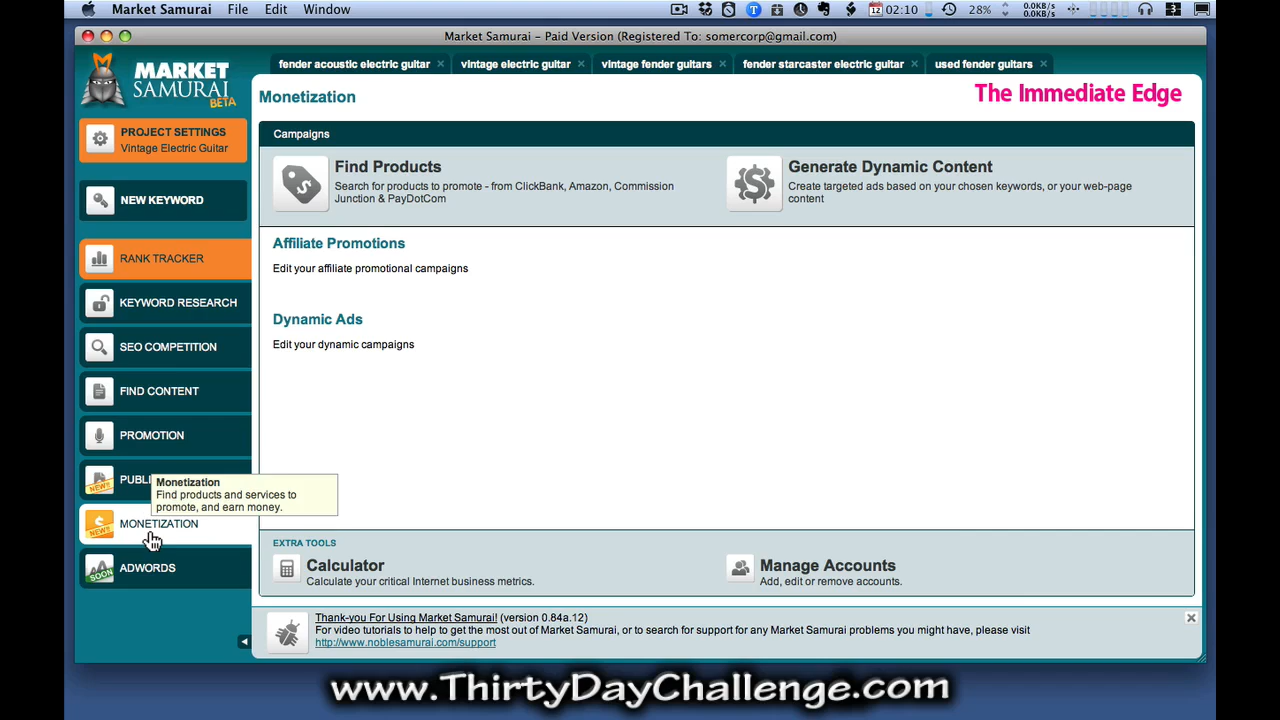 Market Samurai File Edit Window
12 02:10 28% 0.0KB/s 0.0KB/s 3
Market Samurai - Paid Version (Registered To: somercorp@gmail.com)
fender acoustic electric guitar vintage electric guitar vintage fender guitars fender starcaster electric guitar used fender guitars
MARKET
SAMURAI
BETA
Monetization
The Immediate Edge
PROJECT SETTINGS
Vintage Electric Guitar
NEW KEYWORD
RANK TRACKER
KEYWORD RESEARCH
SEO COMPETITION
FIND CONTENT
PROMOTION
NEW! PUBLI
NEW! MONETIZATION
SOON ADWORDS
Monetization
Find products and services to
promote, and earn money.
Campaigns
Find Products
Search for products to promote - from ClickBank, Amazon, Commission
Junction & PayDotCom
Generate Dynamic Content
Create targeted ads based on your chosen keywords, or your web-page
content
Affiliate Promotions
Edit your affiliate promotional campaigns
Dynamic Ads
Edit your dynamic campaigns
EXTRA TOOLS
Calculator
Calculate your critical Internet business metrics.
Manage Accounts
Add, edit or remove accounts.
Thank-you For Using Market Samurai! (version 0.84a.12)
For video tutorials to help to get the most out of Market Samurai, or to search for support for any Market Samurai problems you might have, please visit
http://www.noblesamurai.com/support
www.ThirtyDayChallenge.com